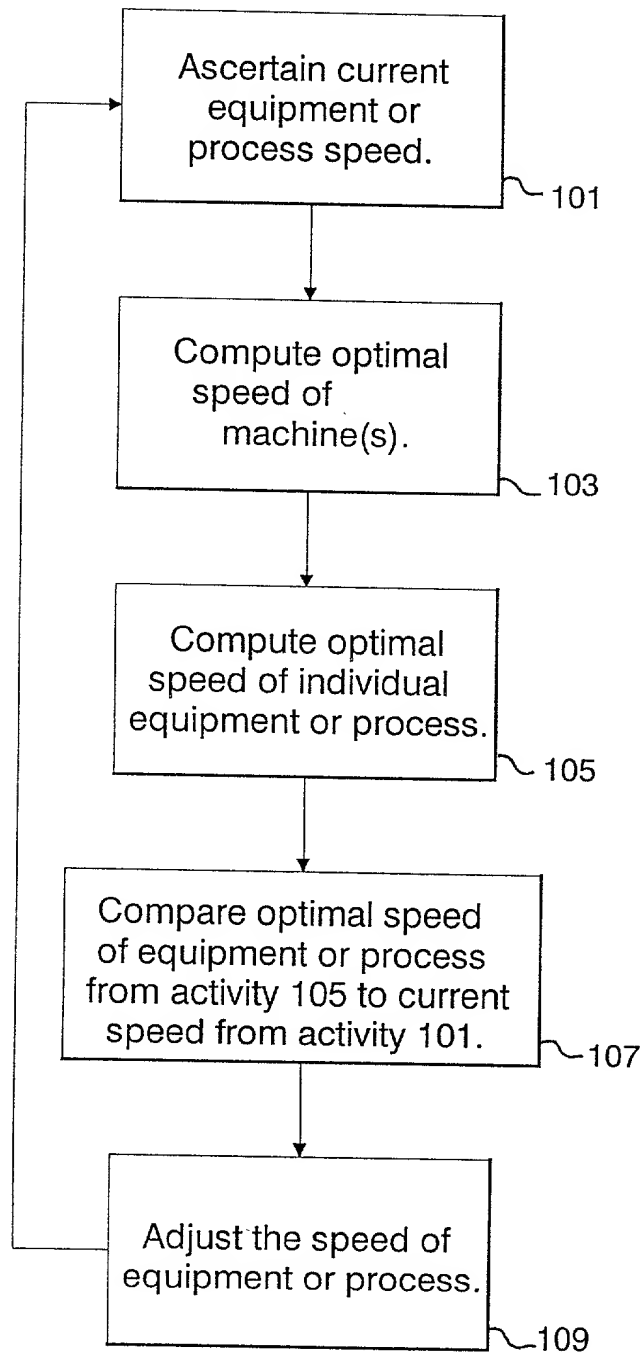 Ascertain current
equipment or
process speed.
101
Compute optimal
speed of
machine(s).
103
Compute optimal
speed of individual
equipment or process.
105
Compare optimal speed
of equipment or process
from activity 105 to current
speed from activity 101.
107
Adjust the speed of
equipment or process.
109